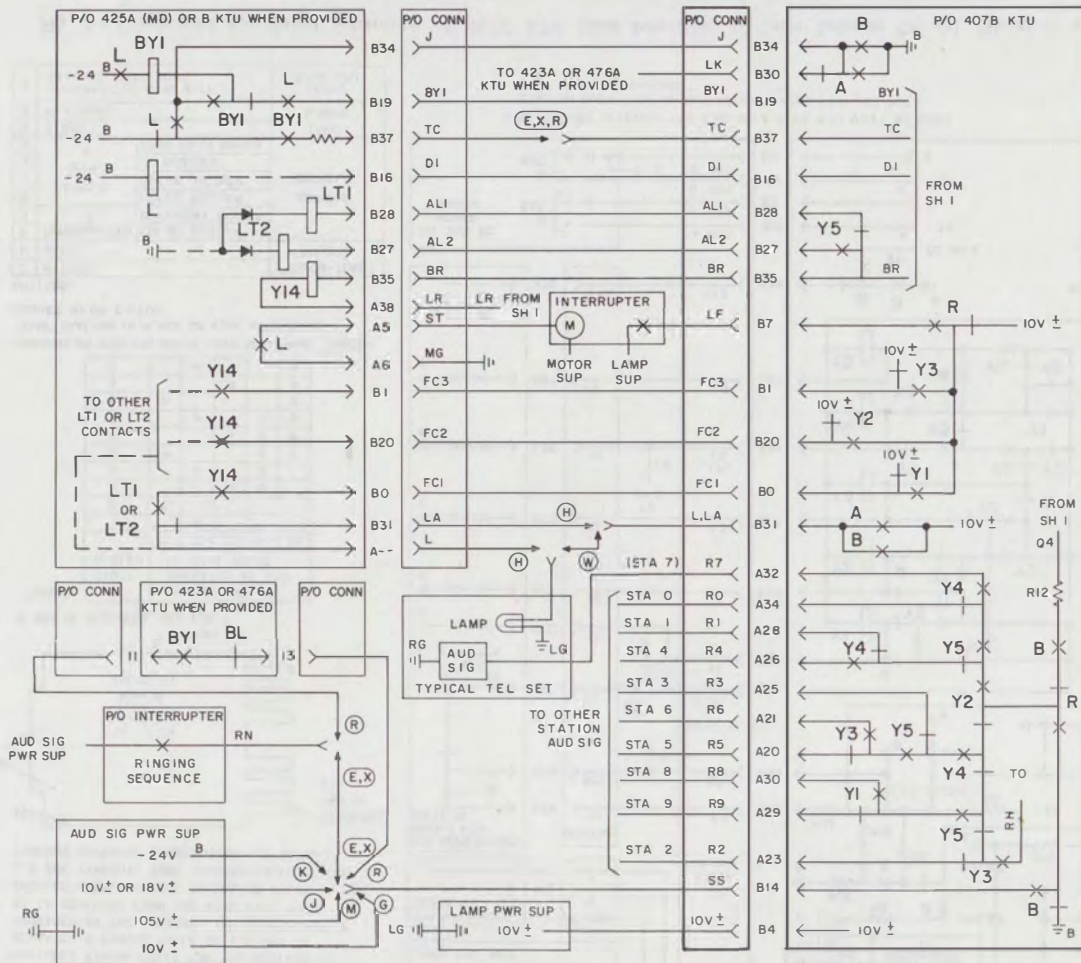 P/O 425A (MD) OR B KTU WHEN PROVIDED
P/O CONN
P/O CONN
P/O 407B KTU
BY1
L
-24
B
L
BY1
BY1
L
-24
B
-24
B
L
LT1
LT2
B
Y14
L
Y14
Y14
Y14
TO OTHER
LT1 OR LT2
CONTACTS
LT1
OR
LT2
B34
B19
B37
B16
B28
B27
B35
A38
A5
A6
B1
B20
B0
B31
A--
J
BY1
TC
D1
AL1
AL2
BR
LR
ST
MG
FC3
FC2
FC1
LA
L
TO 423A OR 476A
KTU WHEN PROVIDED
E,X,R
LR FROM
SH 1
INTERRUPTER
M
MOTOR
SUP
LAMP
SUP
H
H
W
J
LK
BY1
TC
D1
AL1
AL2
BR
LF
FC3
FC2
FC1
L,LA
B34
B30
B19
B37
B16
B28
B27
B35
B7
B1
B20
B0
B31
B
A
B
BY1
TC
D1
FROM
SH 1
Y5
BR
R
10V ±
10V ±
Y3
10V ±
Y2
10V ±
Y1
A
10V ±
B
FROM
SH 1
Q4
R12
B
R
P/O CONN
P/O 423A OR 476A
KTU WHEN PROVIDED
P/O CONN
11
BY1
BL
13
LAMP
LG
RG
AUD
SIG
TYPICAL TEL SET
P/O INTERRUPTER
RN
RINGING
SEQUENCE
AUD SIG
PWR SUP
R
E,X
E,X
R
K
J
M
G
AUD SIG PWR SUP
-24V
B
10V± OR 18V±
105V ±
10V ±
RG
TO OTHER
STATION
AUD SIG
(STA 7) R7 A32
STA 0 R0 A34
STA 1 R1 A28
STA 4 R4 A26
STA 3 R3 A25
STA 6 R6 A21
STA 5 R5 A20
STA 8 R8 A30
STA 9 R9 A29
STA 2 R2 A23
SS B14
LAMP PWR SUP
LG
10V ±
10V ± B4
10V ±
Y4
Y4
Y5
Y2
Y3
Y5
Y4
TO
Y1
RH
Y5
Y3
B
B